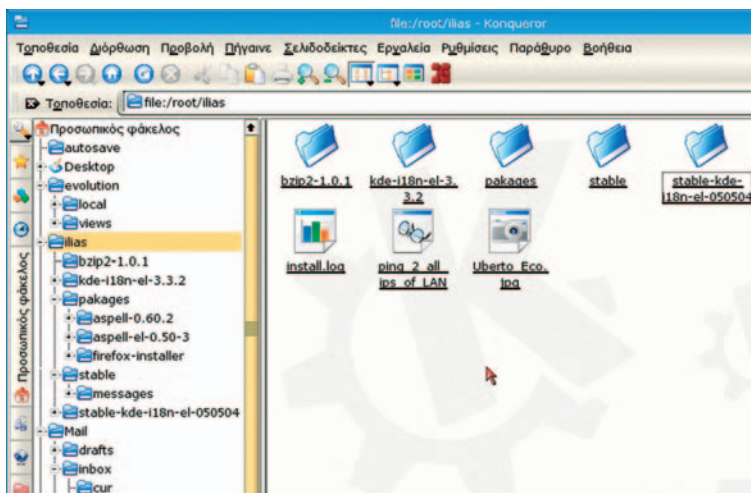 file:/root/ilias - Konqueror
Τοποθεσία Διόρθωση Προβολή Πήγαινε Σελιδοδείκτες Εργαλεία Ρυθμίσεις Παράθυρο Βοήθεια
Τοποθεσία: file:/root/ilias
Προσωπικός φάκελος
Προσωπικός φάκελος
autosave
Desktop
evolution
local
views
ilias
bzip2-1.0.1
kde-i18n-el-3.3.2
pakages
aspell-0.60.2
aspell-el-0.50-3
firefox-installer
stable
messages
stable-kde-i18n-el-050504
Mail
drafts
inbox
cur
bzip2-1.0.1
kde-i18n-el-3.
3.2
pakages
stable
stable-kde-
i18n-el-050504
install.log
ping_2_all_
ips_of_LAN
Uberto_Eco.
jpg